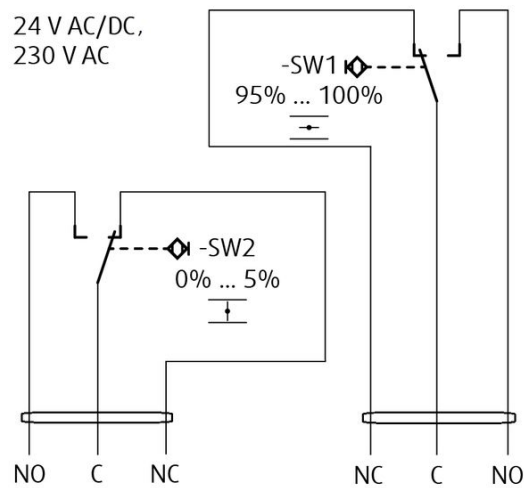 24 V AC/DC,
230 V AC
-SW1
95% ... 100%
-SW2
0% ... 5%
NO C NC
NC C NO